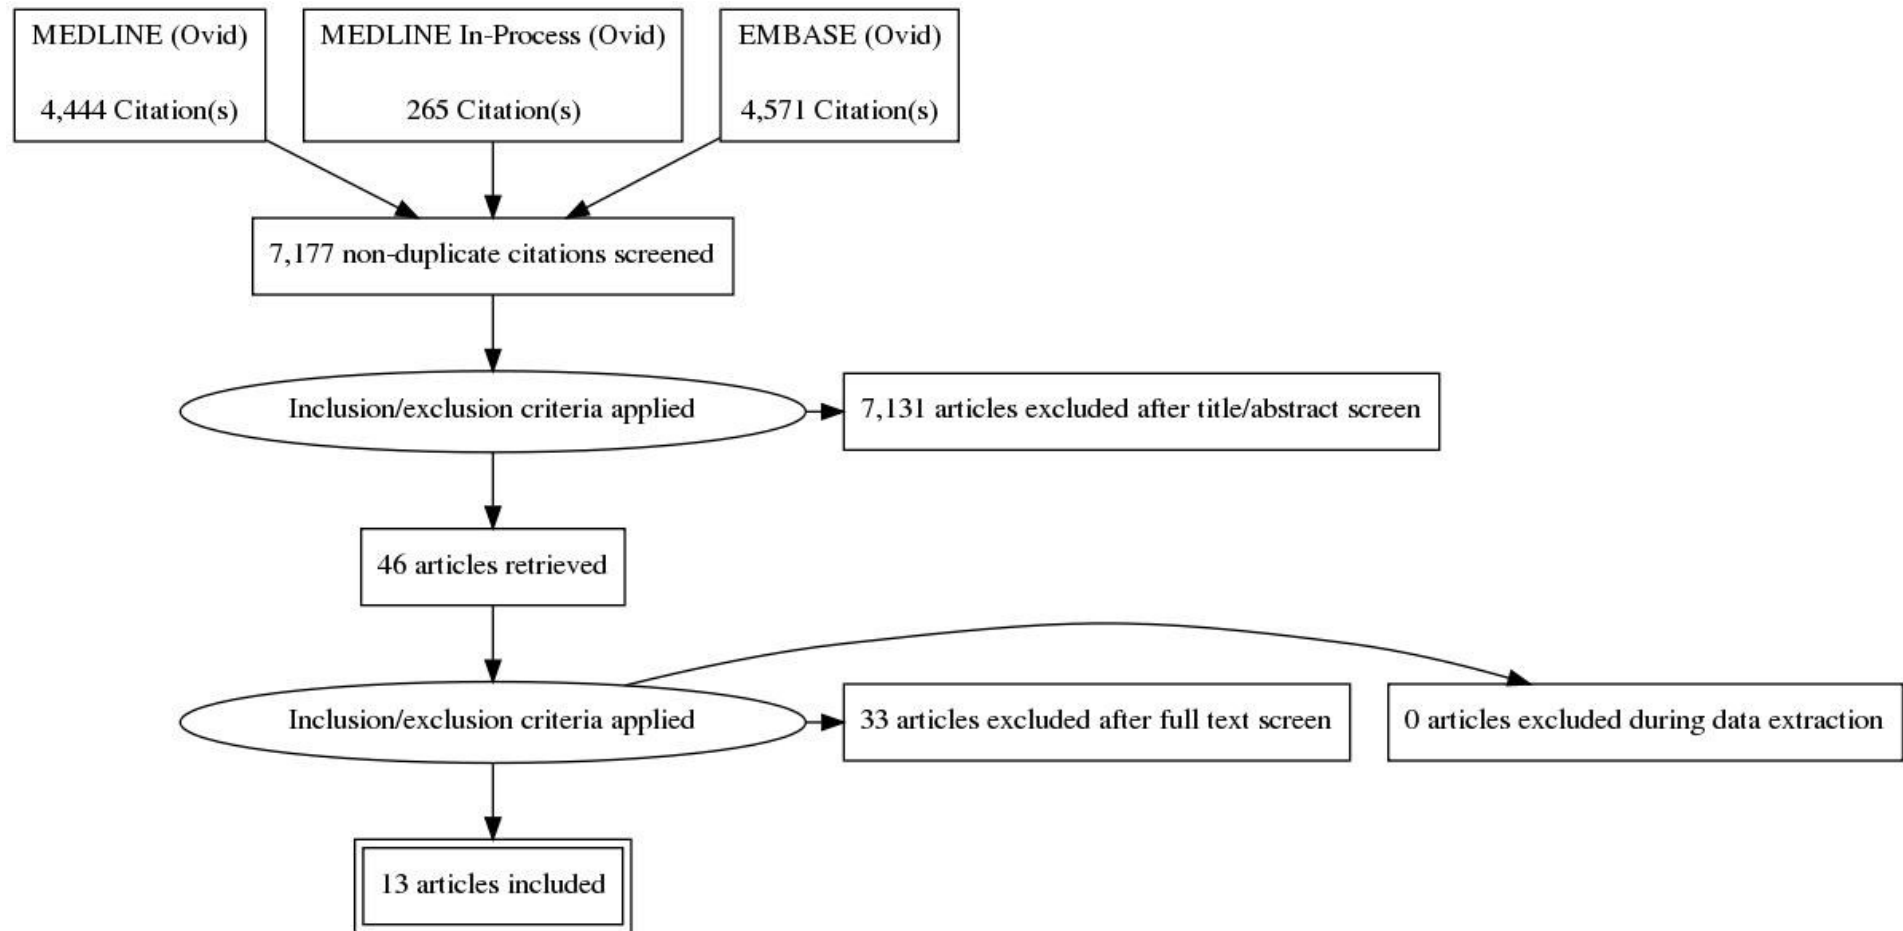 MEDLINE (Ovid)
4,444 Citation(s)
MEDLINE In-Process (Ovid)
265 Citation(s)
EMBASE (Ovid)
4,571 Citation(s)
7,177 non-duplicate citations screened
Inclusion/exclusion criteria applied
7,131 articles excluded after title/abstract screen
46 articles retrieved
Inclusion/exclusion criteria applied
33 articles excluded after full text screen
0 articles excluded during data extraction
13 articles included